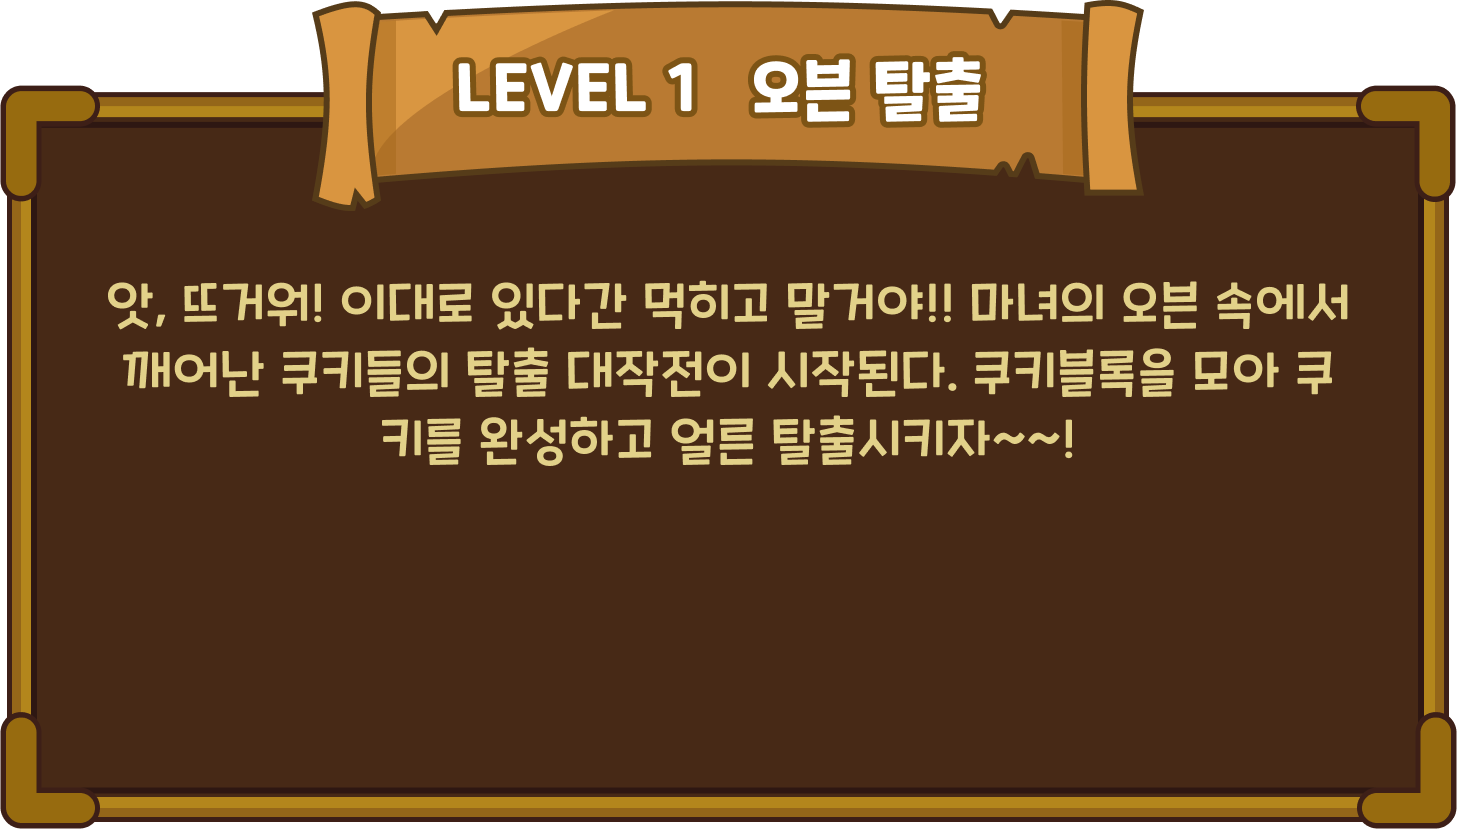 LEVEL 1 오븐 탈출
앗, 뜨거워! 이대로 있다간 먹히고 말거야!! 마녀의 오븐 속에서
깨어난 쿠키들의 탈출 대작전이 시작된다. 쿠키블록을 모아 쿠
키를 완성하고 얼른 탈출시키자~~!